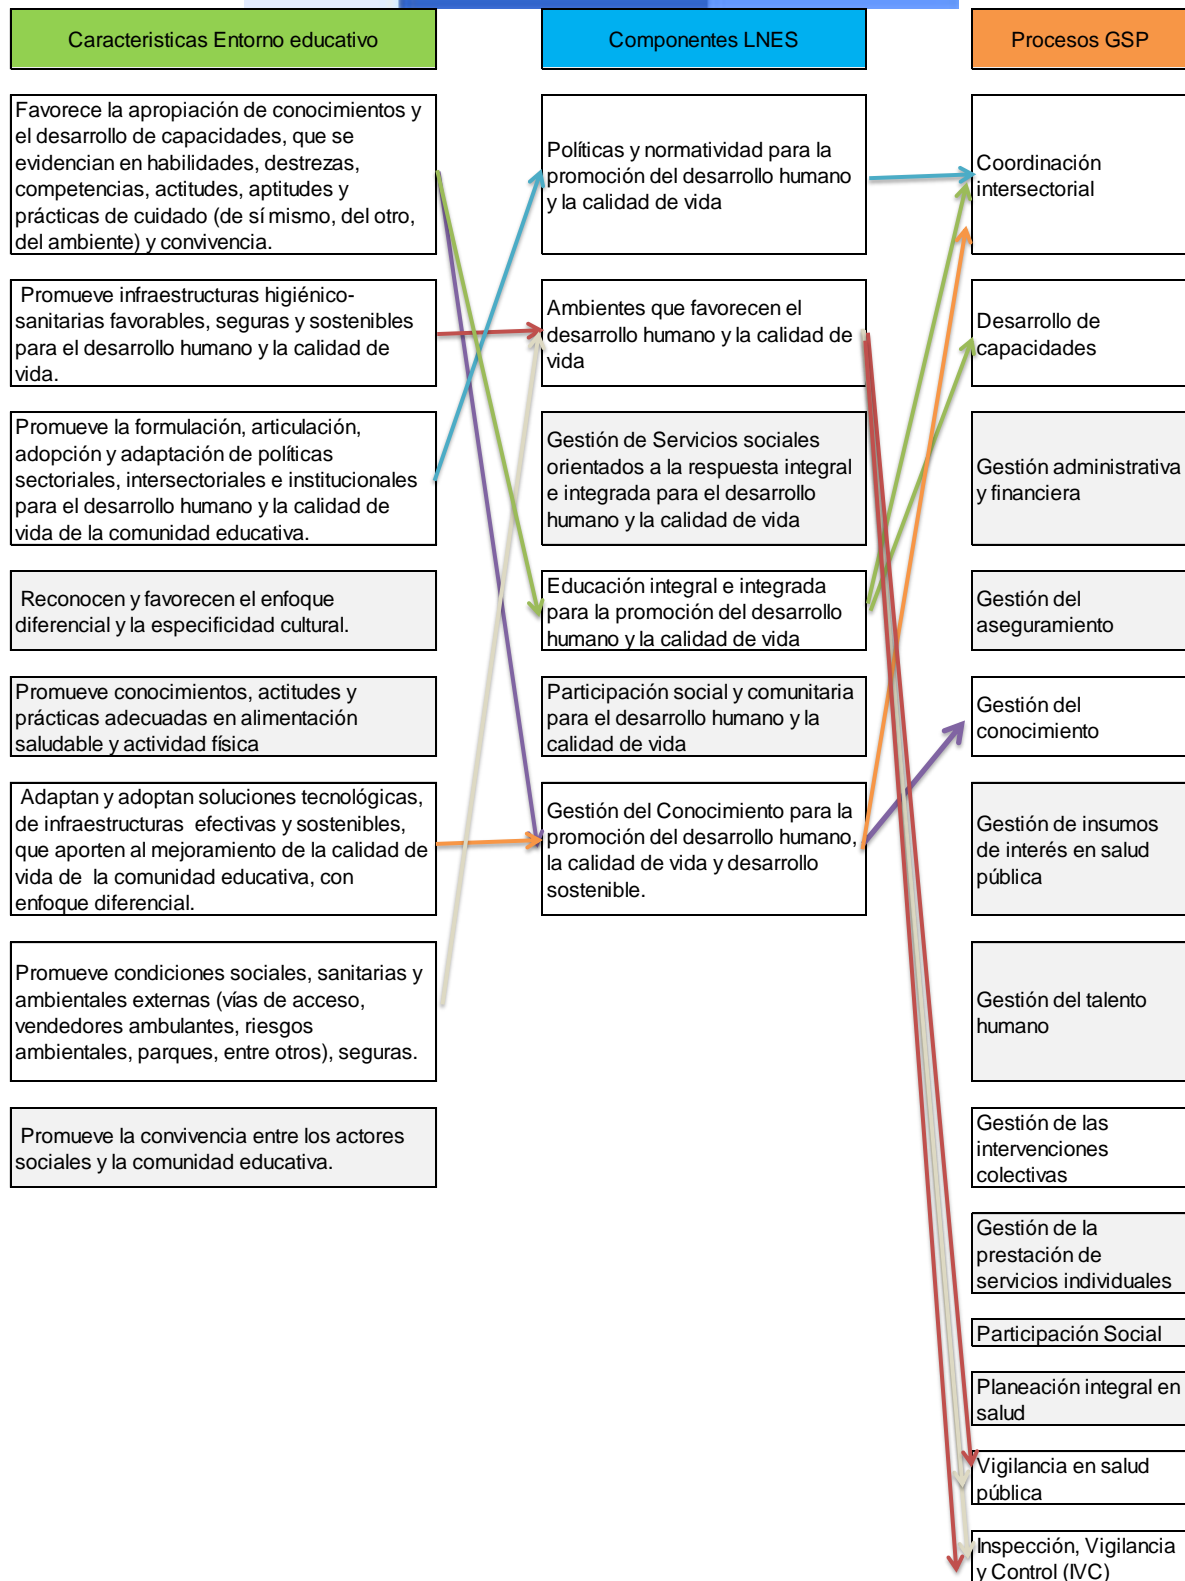 Caracteristicas Entorno educativo
Favorece la apropiación de conocimientos y
el desarrollo de capacidades, que se
evidencian en habilidades, destrezas,
competencias, actitudes, aptitudes y
prácticas de cuidado (de sí mismo, del otro,
del ambiente) y convivencia.
Promueve infraestructuras higiénico-
sanitarias favorables, seguras y sostenibles
para el desarrollo humano y la calidad de
vida.
Promueve la formulación, articulación,
adopción y adaptación de políticas
sectoriales, intersectoriales e institucionales
para el desarrollo humano y la calidad de
vida de la comunidad educativa.
Reconocen y favorecen el enfoque
diferencial y la especificidad cultural.
Promueve conocimientos, actitudes y
prácticas adecuadas en alimentación
saludable y actividad física
Adaptan y adoptan soluciones tecnológicas,
de infraestructuras efectivas y sostenibles,
que aporten al mejoramiento de la calidad de
vida de la comunidad educativa, con
enfoque diferencial.
Promueve condiciones sociales, sanitarias y
ambientales externas (vías de acceso,
vendedores ambulantes, riesgos
ambientales, parques, entre otros), seguras.
Promueve la convivencia entre los actores
sociales y la comunidad educativa.
Componentes LNES
Políticas y normatividad para la
promoción del desarrollo humano
y la calidad de vida
Ambientes que favorecen el
desarrollo humano y la calidad de
vida
Gestión de Servicios sociales
orientados a la respuesta integral
e integrada para el desarrollo
humano y la calidad de vida
Educación integral e integrada
para la promoción del desarrollo
humano y la calidad de vida
Participación social y comunitaria
para el desarrollo humano y la
calidad de vida
Gestión del Conocimiento para la
promoción del desarrollo humano,
la calidad de vida y desarrollo
sostenible.
Procesos GSP
Coordinación
intersectorial
Desarrollo de
capacidades
Gestión administrativa
y financiera
Gestión del
aseguramiento
Gestión del
conocimiento
Gestión de insumos
de interés en salud
pública
Gestión del talento
humano
Gestión de las
intervenciones
colectivas
Gestión de la
prestación de
servicios individuales
Participación Social
Planeación integral en
salud
Vigilancia en salud
pública
Inspección, Vigilancia
y Control (IVC)